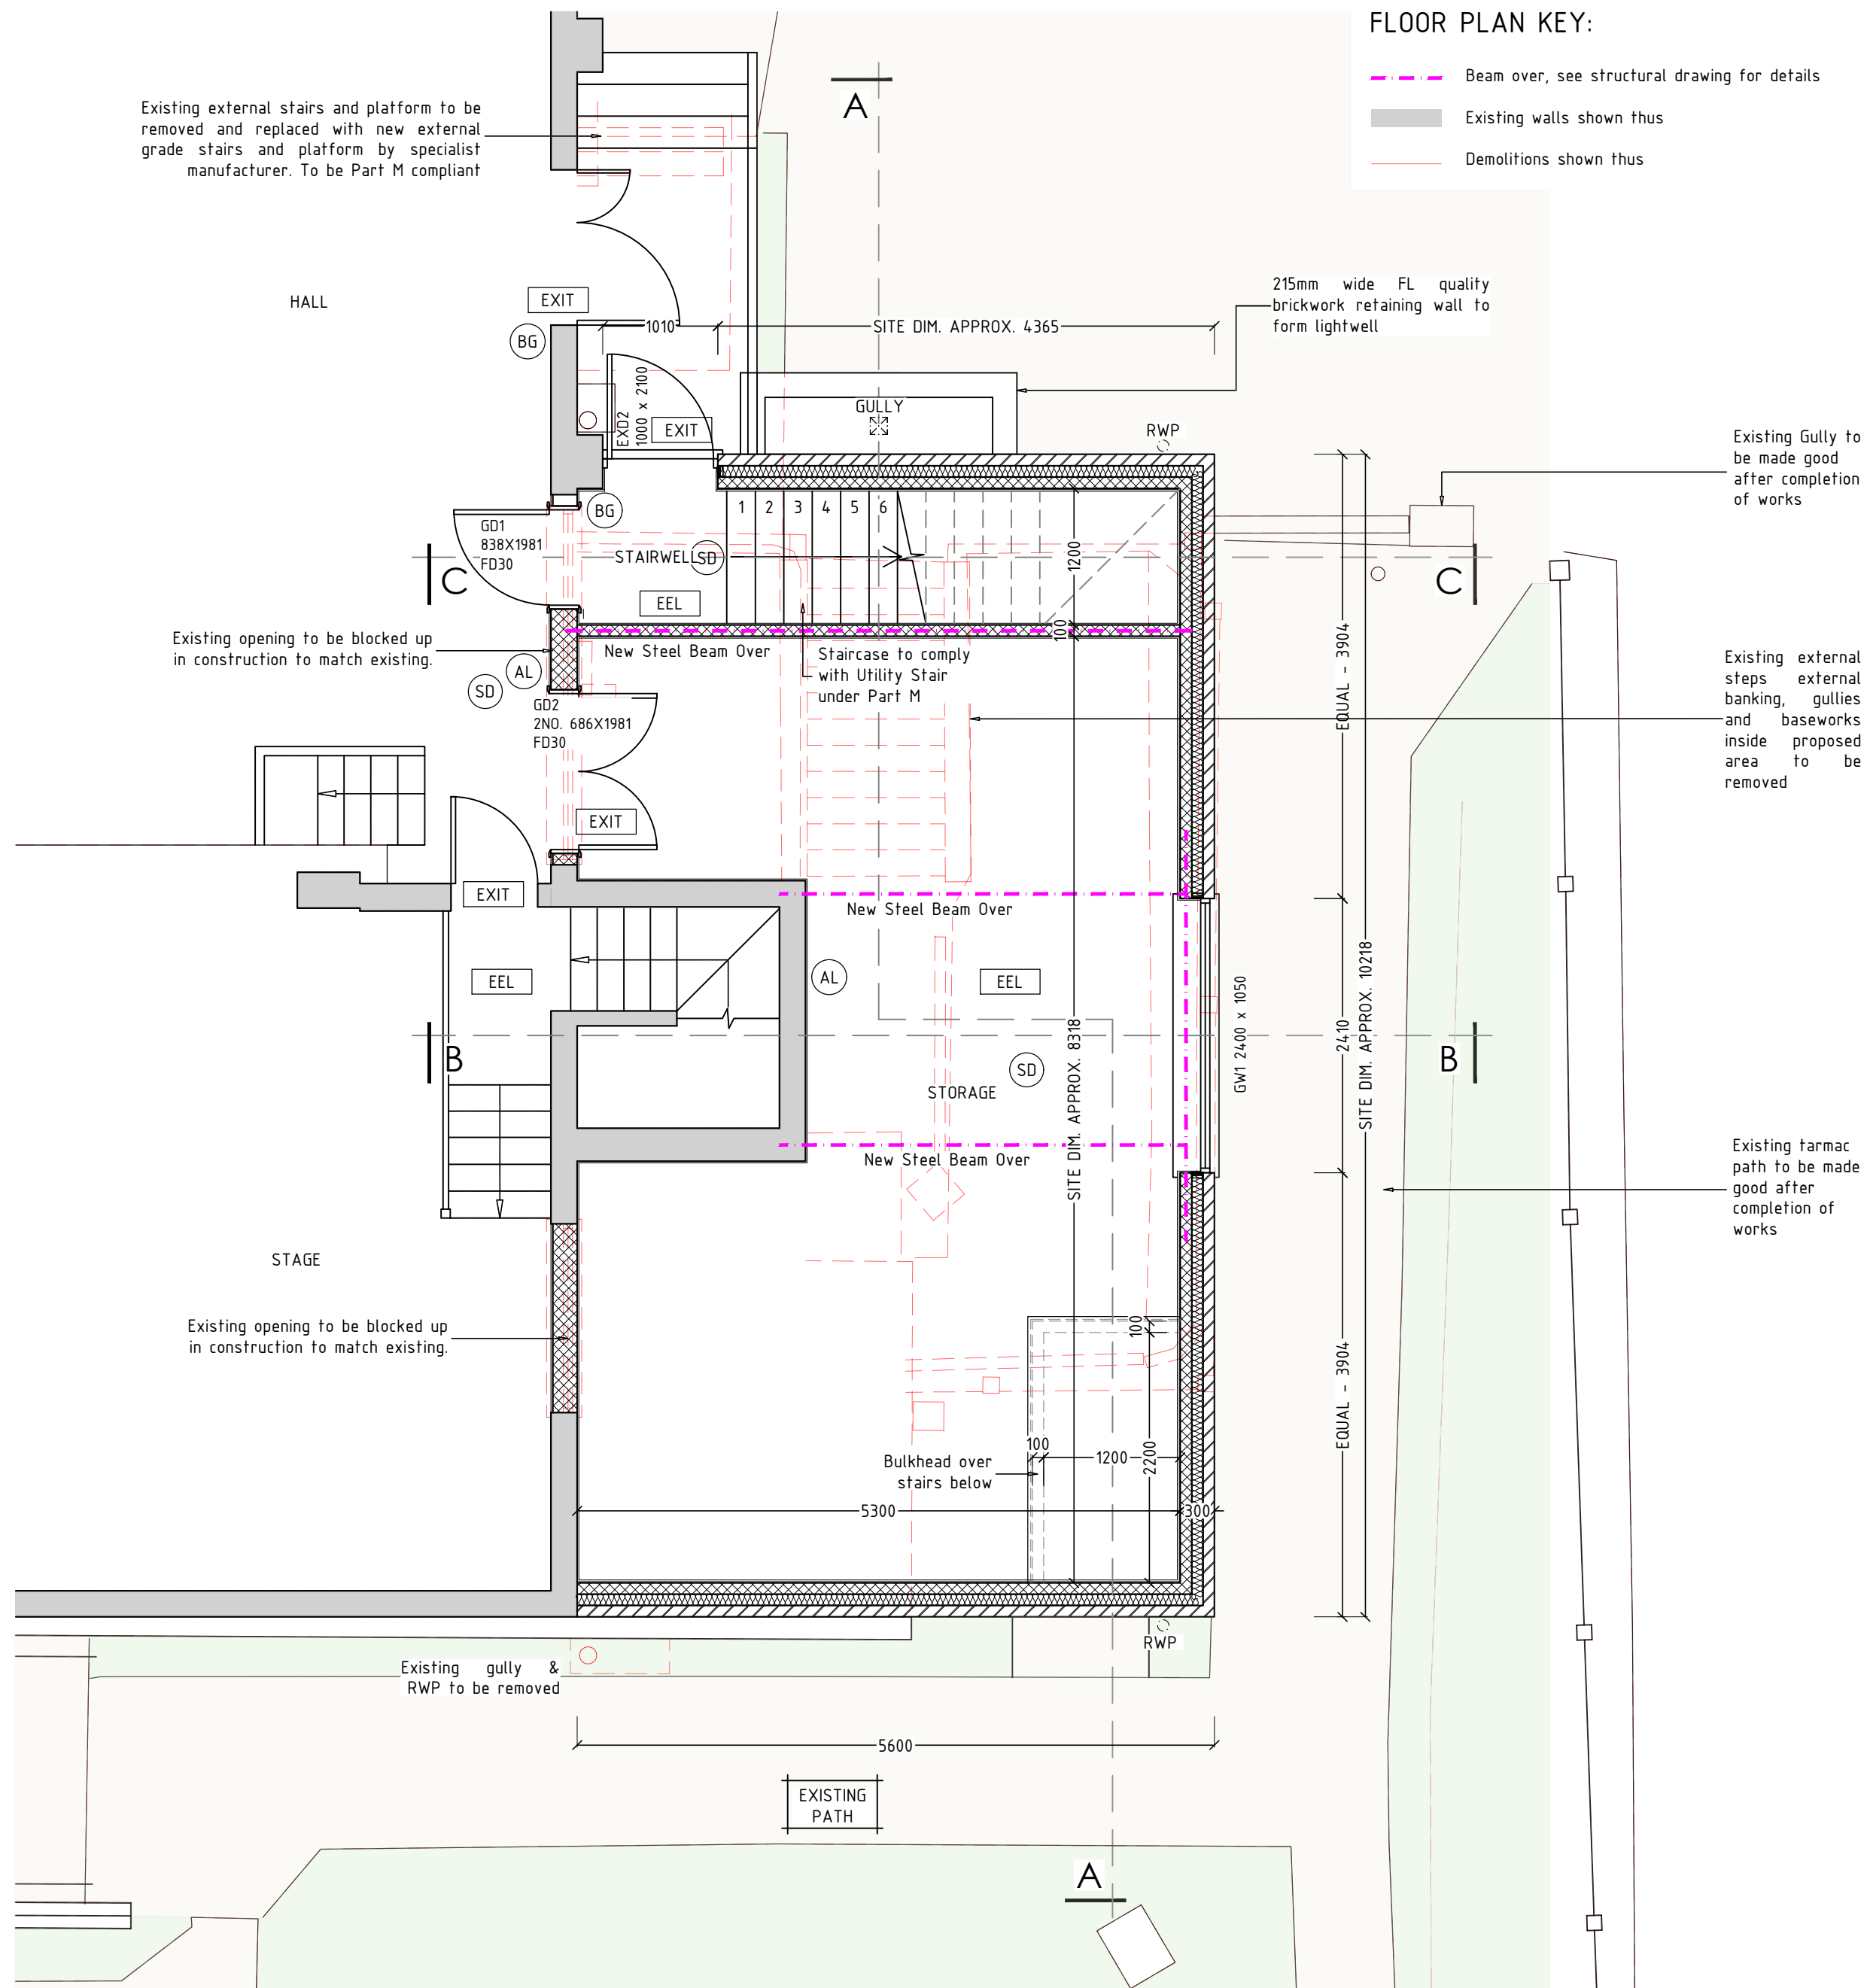 FLOOR PLAN KEY:
Beam over, see structural drawing for details
Existing walls shown thus
Demolitions shown thus
A
Existing external stairs and platform to be
removed and replaced with new external
grade stairs and platform by specialist
manufacturer. To be Part M compliant
HALL
EXIT
BG
1010
SITE DIM. APPROX. 4365
215mm wide FL quality
brickwork retaining wall to
form lightwell
EXD2
1000 x 2100
EXIT
GULLY
RWP
Existing Gully to
be made good
after completion
of works
BG
1
2
3
4
5
6
GD1
838X1981
FD30
STAIRWELL
SD
1200
C
C
EEL
100
Existing opening to be blocked up
in construction to match existing.
AL
SD
New Steel Beam Over
Staircase to comply
with Utility Stair
under Part M
EQUAL - 3904
Existing external
steps external
banking, gullies
and baseworks
inside proposed
area to be
removed
GD2
2NO. 686X1981
FD30
EXIT
EXIT
New Steel Beam Over
EEL
AL
EEL
GW1 2400 x 1050
2410
SITE DIM. APPROX. 10218
B
B
SD
STORAGE
SITE DIM. APPROX. 8318
New Steel Beam Over
Existing tarmac
path to be made
good after
completion of
works
STAGE
Existing opening to be blocked up
in construction to match existing.
100
EQUAL - 3904
100
1200
2200
Bulkhead over
stairs below
5300
300
RWP
Existing gully &
RWP to be removed
5600
EXISTING
PATH
A